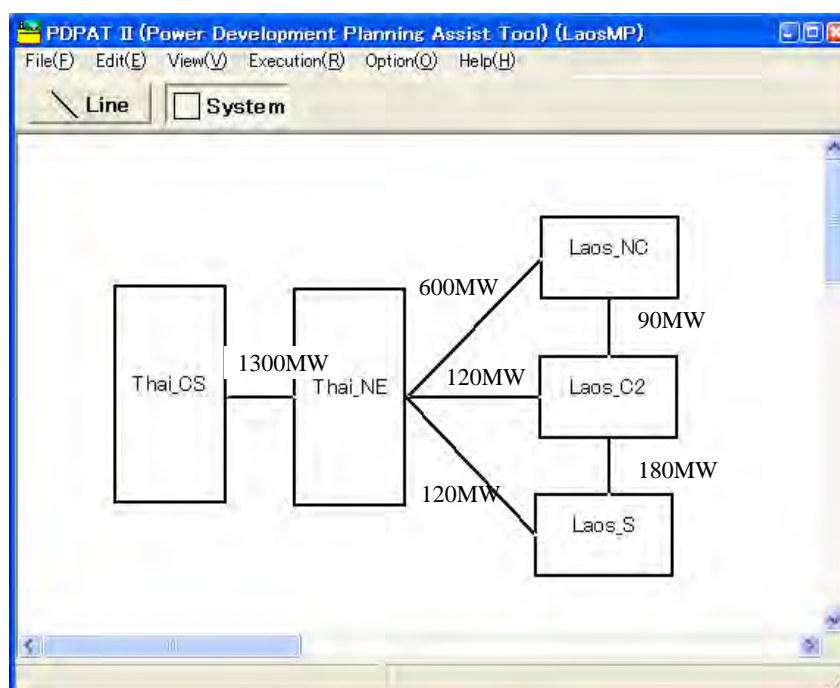 PDPAT II (Power Development Planning Assist Tool) (LaosMP)
File(F) Edit(E) View(V) Execution(R) Option(O) Help(H)
Line System
Laos_NC
600MW
90MW
1300MW
120MW
Thai_CS
Thai_NE
Laos_C2
180MW
120MW
Laos_S